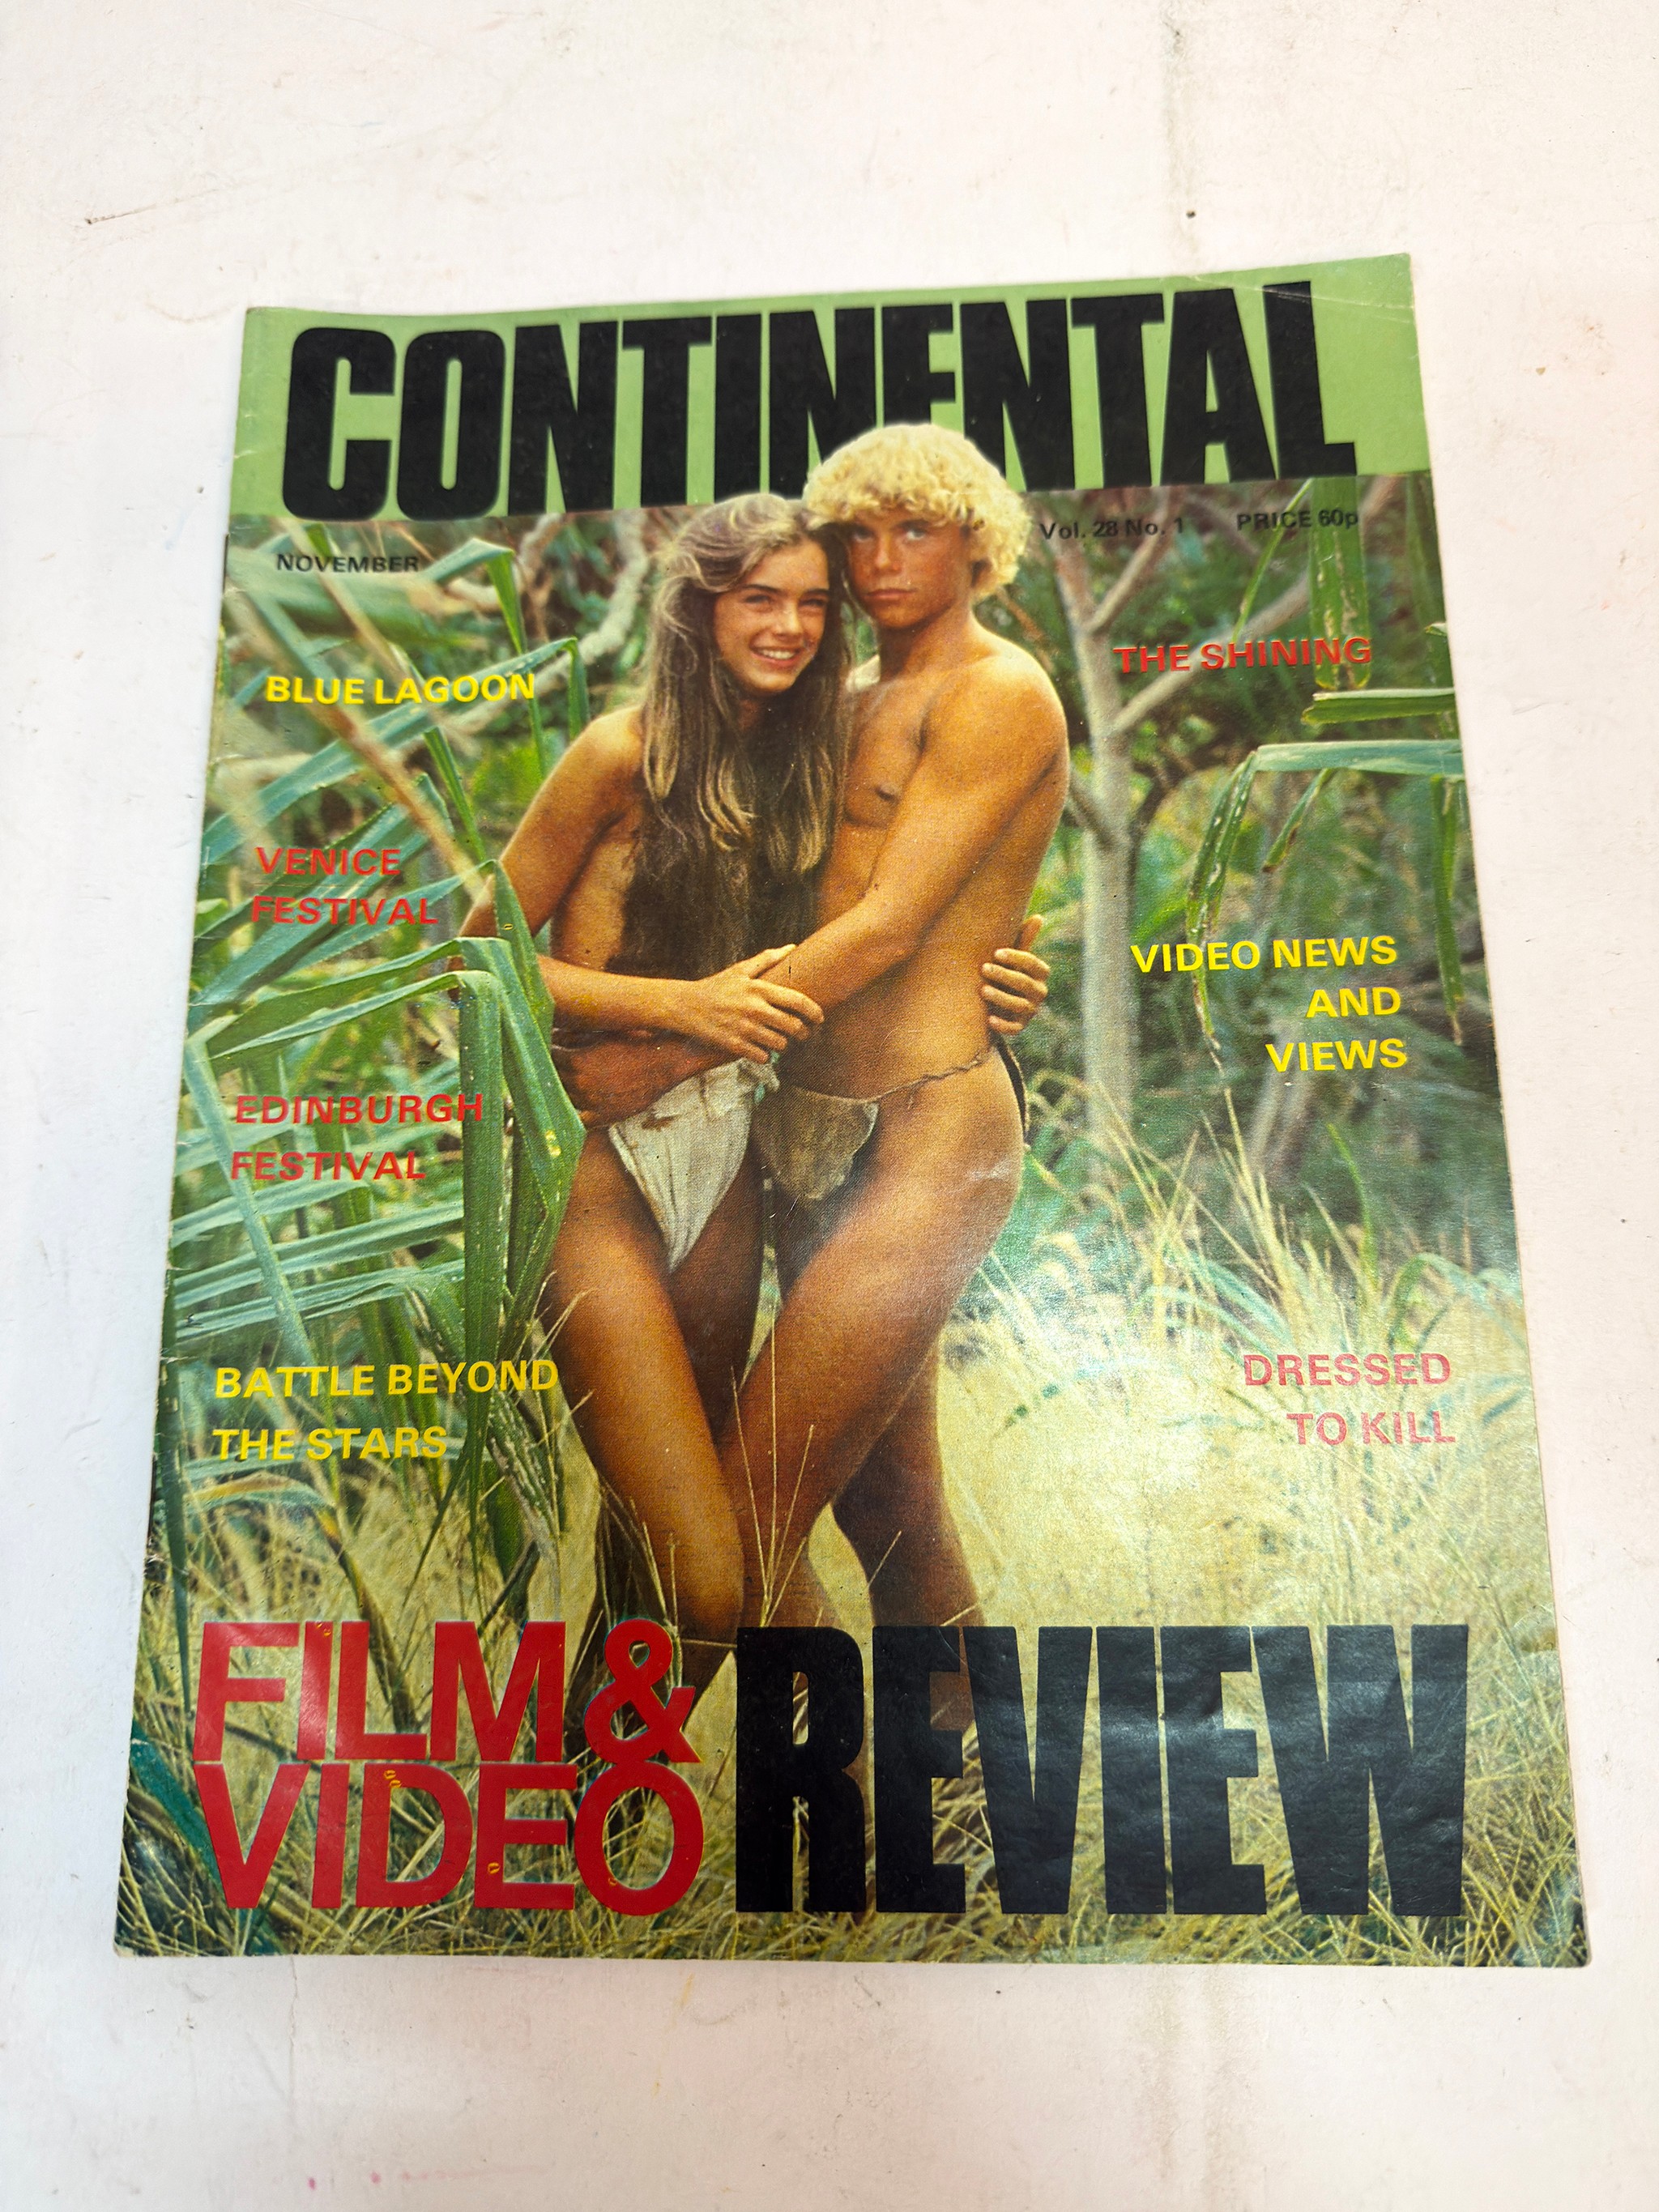 CONTINENTAL
NOVEMBER
Vol. 28 No. 1 PRICE 60p
BLUE LAGOON
THE SHINING
VENICE
FESTIVAL
VIDEO NEWS
AND
VIEWS
EDINBURGH
FESTIVAL
BATTLE BEYOND
THE STARS
DRESSED
TO KILL
FILM &
VIDEO
REVIEW